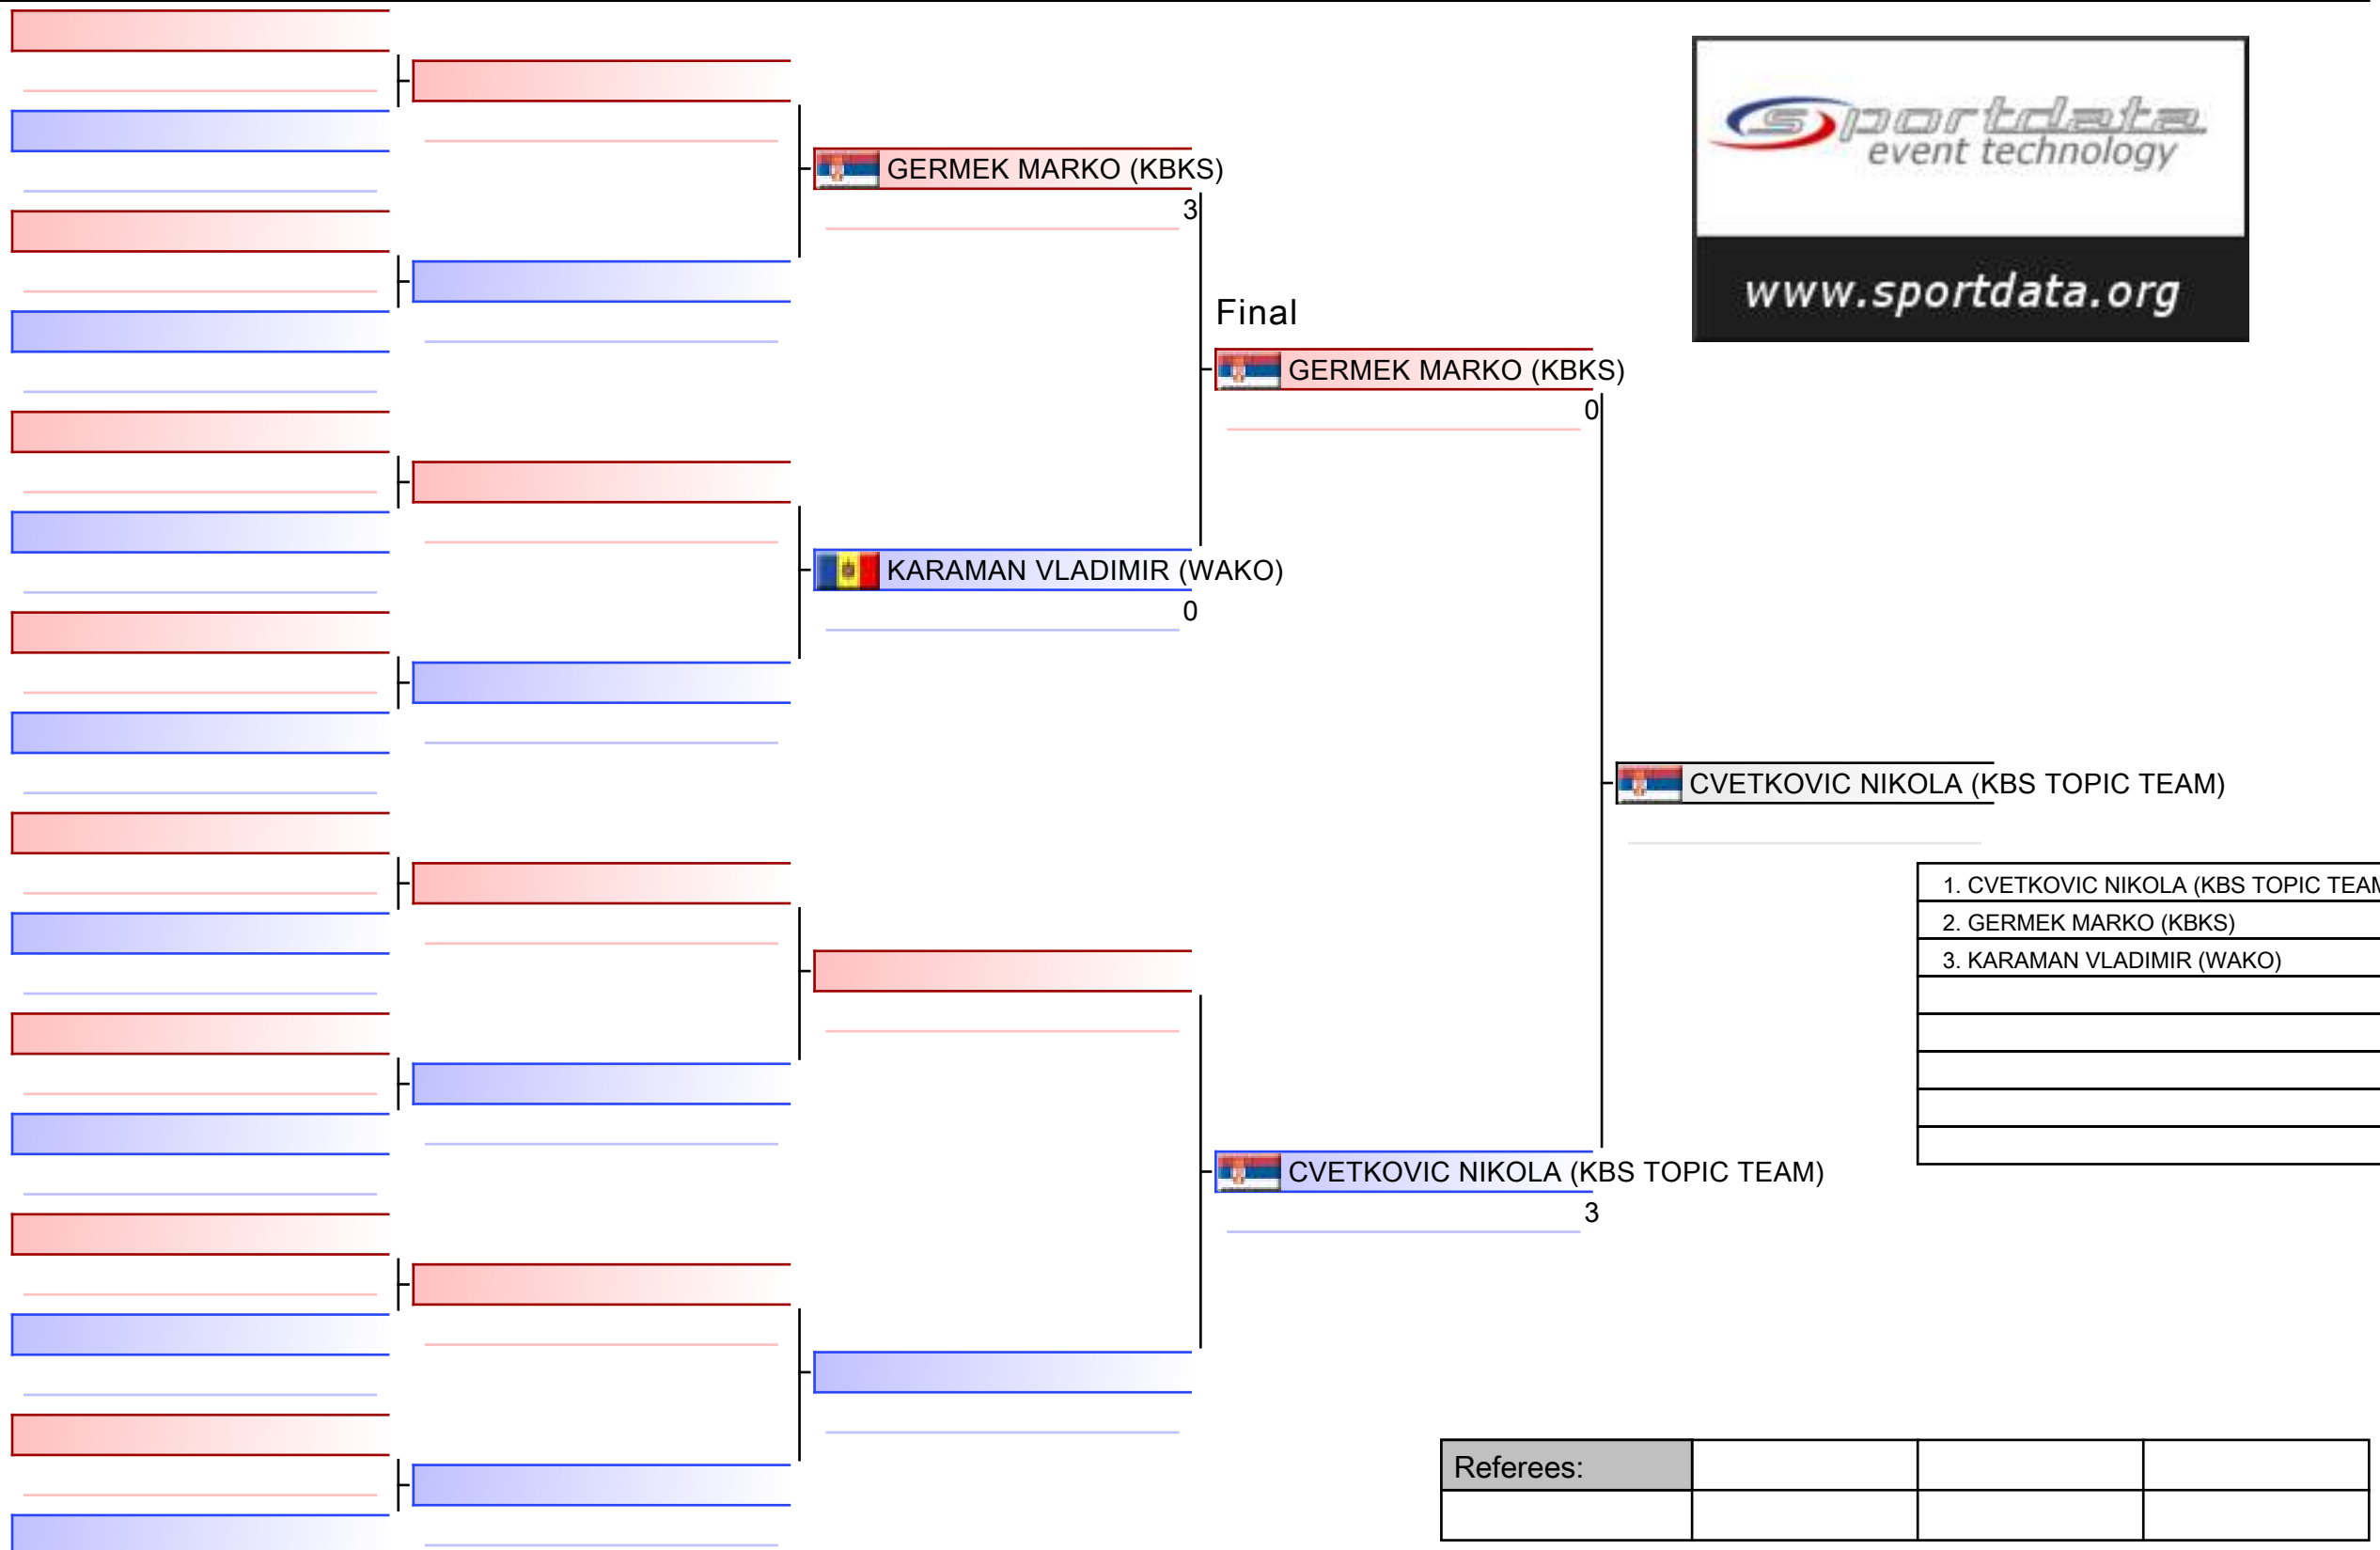 sportdata
event technology
www.sportdata.org
GERMEK MARKO (KBKS)
3
Final
GERMEK MARKO (KBKS)
0
KARAMAN VLADIMIR (WAKO)
0
CVETKOVIC NIKOLA (KBS TOPIC TEAM)
1. CVETKOVIC NIKOLA (KBS TOPIC TEAM
2. GERMEK MARKO (KBKS)
3. KARAMAN VLADIMIR (WAKO)
CVETKOVIC NIKOLA (KBS TOPIC TEAM)
3
Referees: